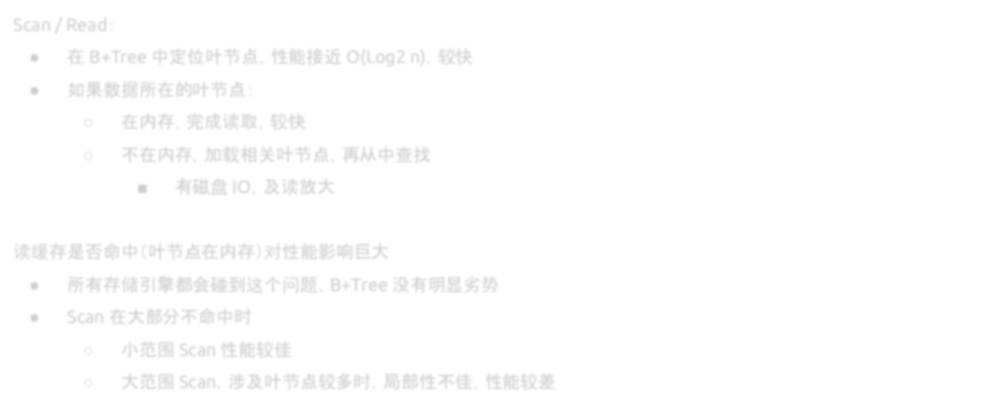 Scan / Read:
● 在 B+Tree 中定位叶节点, 性能接近 O(Log2 n), 较快
● 如果数据所在的叶节点:
○ 在内存, 完成读取, 较快
○ 不在内存, 加载相关叶节点, 再从中查找
■ 有磁盘 IO, 及读放大
读缓存是否命中(叶节点在内存)对性能影响巨大
● 所有存储引擎都会碰到这个问题, B+Tree 没有明显劣势
● Scan 在大部分不命中时
○ 小范围 Scan 性能较佳
○ 大范围 Scan, 涉及叶节点较多时, 局部性不佳, 性能较差